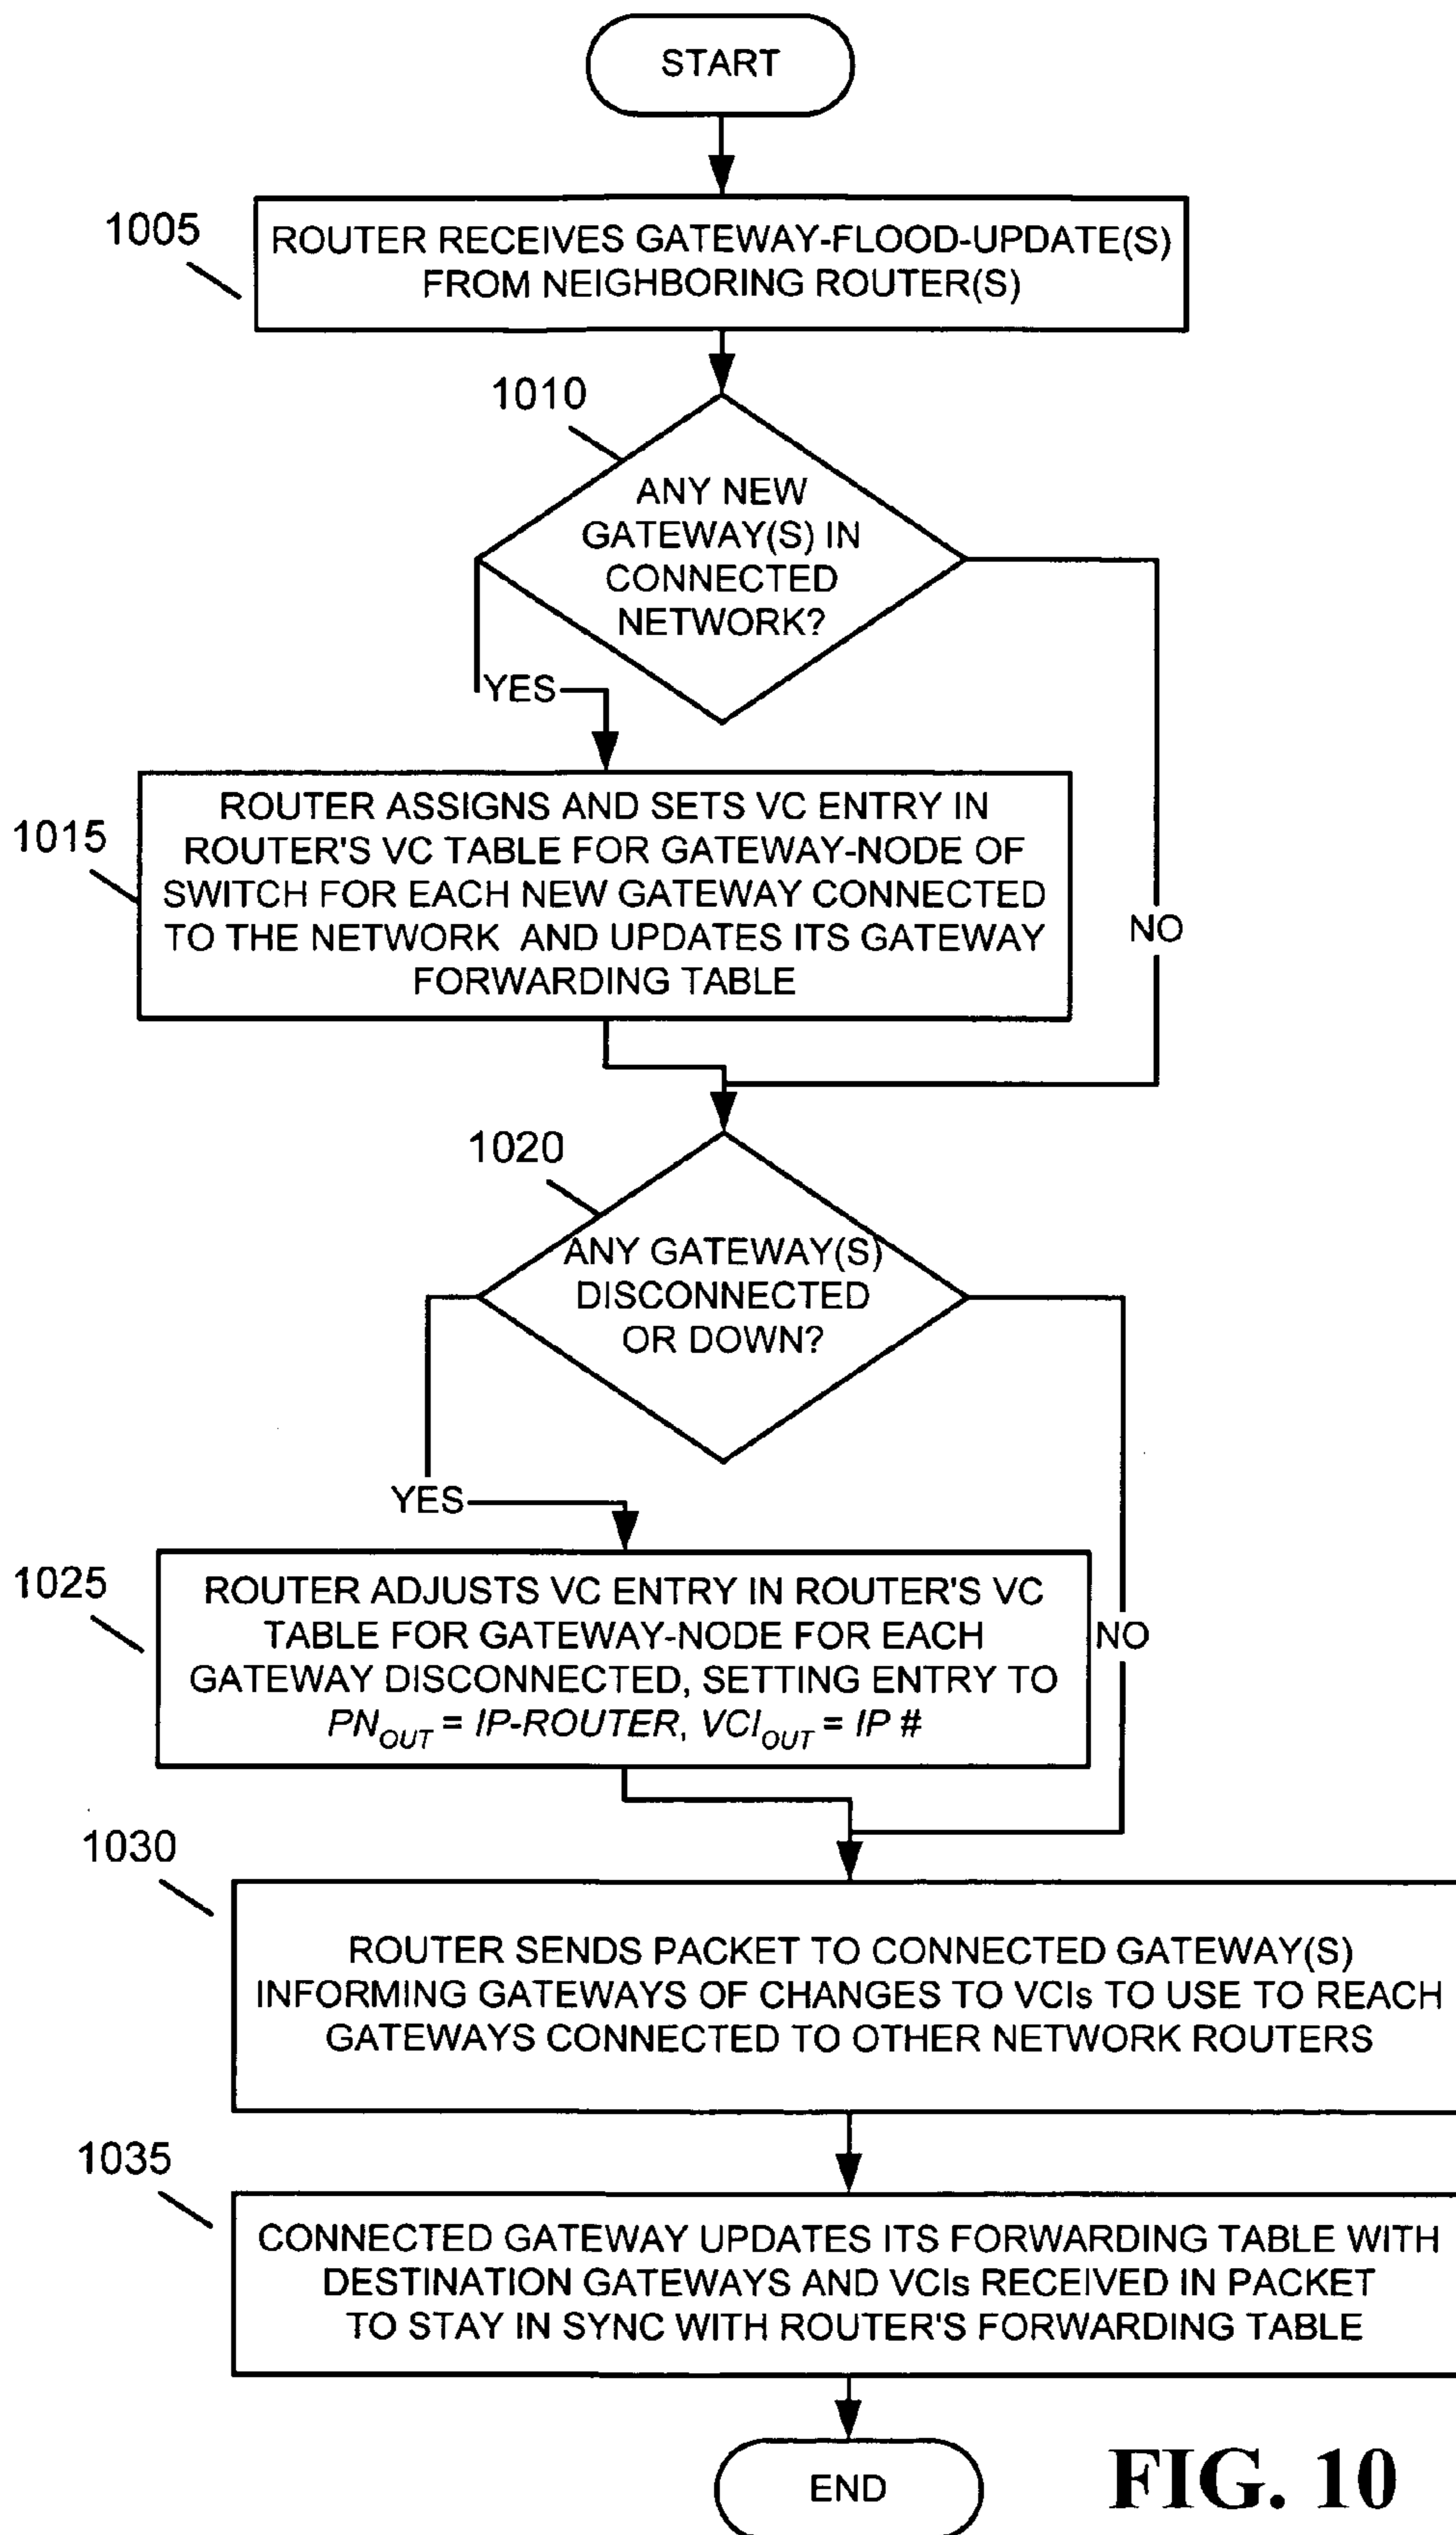 START
1005
ROUTER RECEIVES GATEWAY-FLOOD-UPDATE(S)
FROM NEIGHBORING ROUTER(S)
1010
ANY NEW
GATEWAY(S) IN
CONNECTED
NETWORK?
YES
1015
ROUTER ASSIGNS AND SETS VC ENTRY IN
ROUTER'S VC TABLE FOR GATEWAY-NODE OF
SWITCH FOR EACH NEW GATEWAY CONNECTED
TO THE NETWORK AND UPDATES ITS GATEWAY
FORWARDING TABLE
NO
1020
ANY GATEWAY(S)
DISCONNECTED
OR DOWN?
YES
1025
ROUTER ADJUSTS VC ENTRY IN ROUTER'S VC
TABLE FOR GATEWAY-NODE FOR EACH
GATEWAY DISCONNECTED, SETTING ENTRY TO
PN_OUT = IP-ROUTER, VCI_OUT = IP #
NO
1030
ROUTER SENDS PACKET TO CONNECTED GATEWAY(S)
INFORMING GATEWAYS OF CHANGES TO VCIs TO USE TO REACH
GATEWAYS CONNECTED TO OTHER NETWORK ROUTERS
1035
CONNECTED GATEWAY UPDATES ITS FORWARDING TABLE WITH
DESTINATION GATEWAYS AND VCIs RECEIVED IN PACKET
TO STAY IN SYNC WITH ROUTER'S FORWARDING TABLE
END
FIG. 10